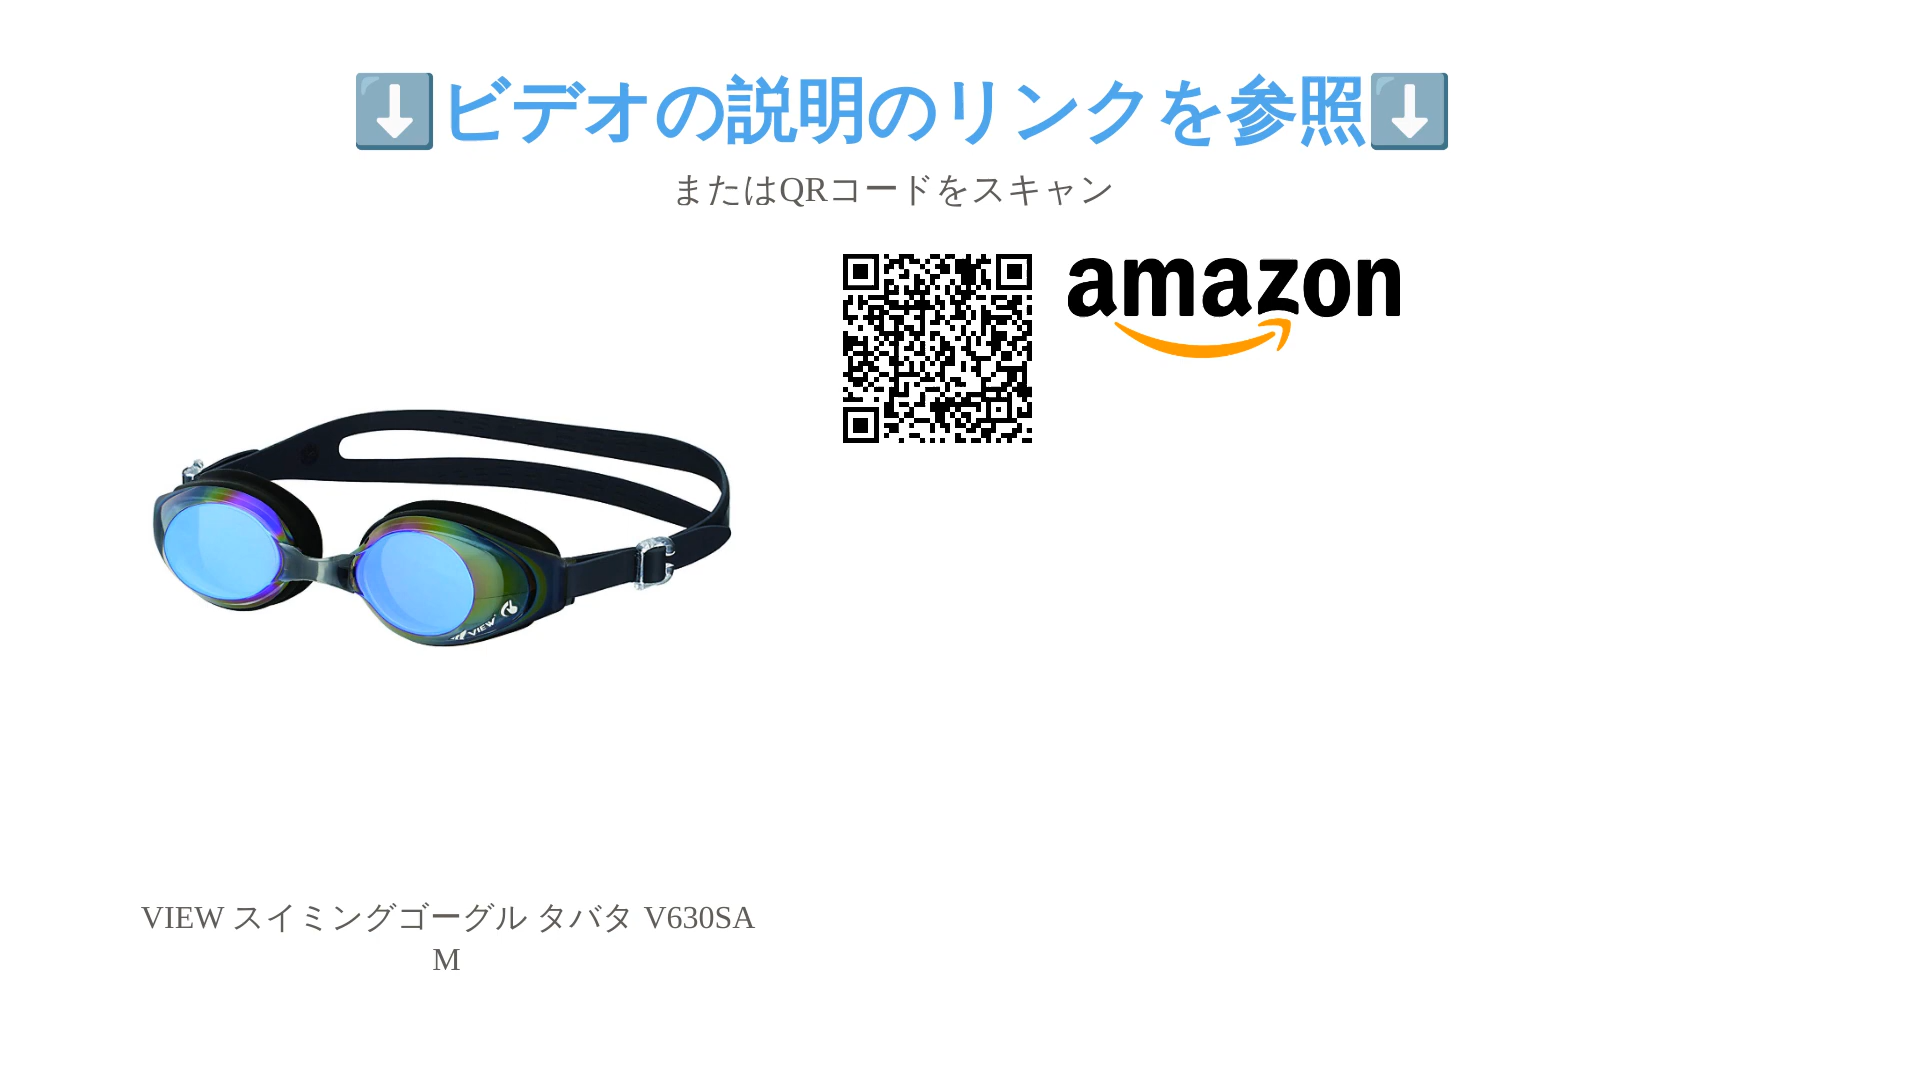 ⬇️ビデオの説明のリンクを参照⬇️
またはQRコードをスキャン
amazon
VIEW
VIEW スイミングゴーグル タバタ V630SA
M